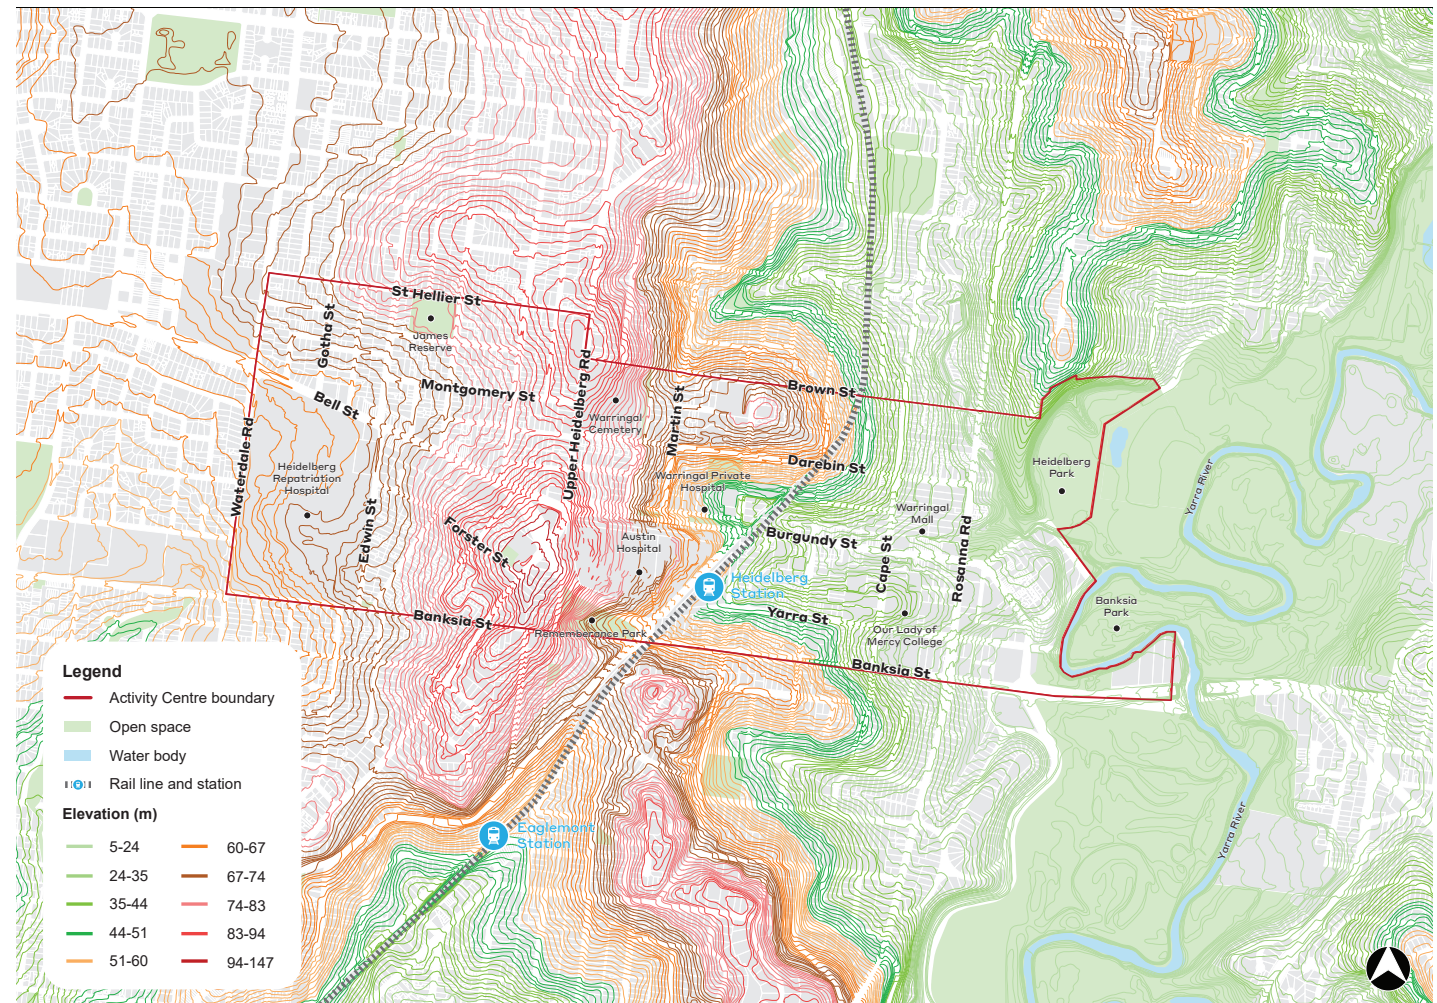 St Hellier St
James
Reserve
Gotha St
Montgomery St
Bell St
Waterdale Rd
Heidelberg
Repatriation
Hospital
Edwin St
Forster St
Banksia St
Upper Heidelberg Rd
Warringal
Cemetery
Martin St
Brown St
Darebin St
Warringal Private
Hospital
Austin
Hospital
Burgundy St
Heidelberg
Station
Yarra St
Rememberance Park
Cape St
Warringal
Mall
Rosanna Rd
Our Lady of
Mercy College
Banksia St
Heidelberg
Park
Yarra River
Banksia
Park
Yarra River
Eaglemont
Station
Legend
Activity Centre boundary
Open space
Water body
Rail line and station
Elevation (m)
5-24
24-35
35-44
44-51
51-60
60-67
67-74
74-83
83-94
94-147